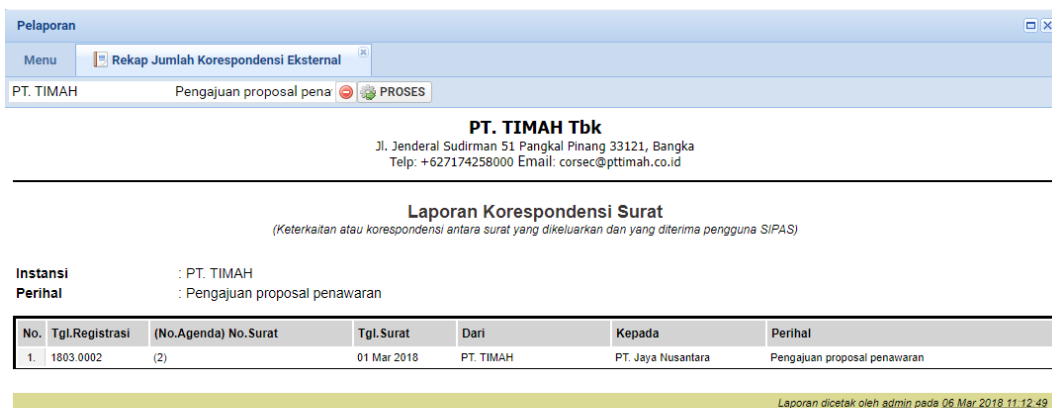 Pelaporan
Menu Rekap Jumlah Korespondensi Eksternal
PT. TIMAH Pengajuan proposal pena PROSES
PT. TIMAH Tbk
Jl. Jenderal Sudirman 51 Pangkal Pinang 33121, Bangka
Telp: +627174258000 Email: corsec@pttimah.co.id
Laporan Korespondensi Surat
(Keterkaitan atau korespondensi antara surat yang dikeluarkan dan yang diterima pengguna SIPAS)
Instansi : PT. TIMAH
Perihal : Pengajuan proposal penawaran
No. Tgl.Registrasi (No.Agenda) No.Surat Tgl.Surat Dari Kepada Perihal
1. 1803.0002 (2) 01 Mar 2018 PT. TIMAH PT. Jaya Nusantara Pengajuan proposal penawaran
Laporan dicetak oleh admin pada 06 Mar 2018 11:12:49